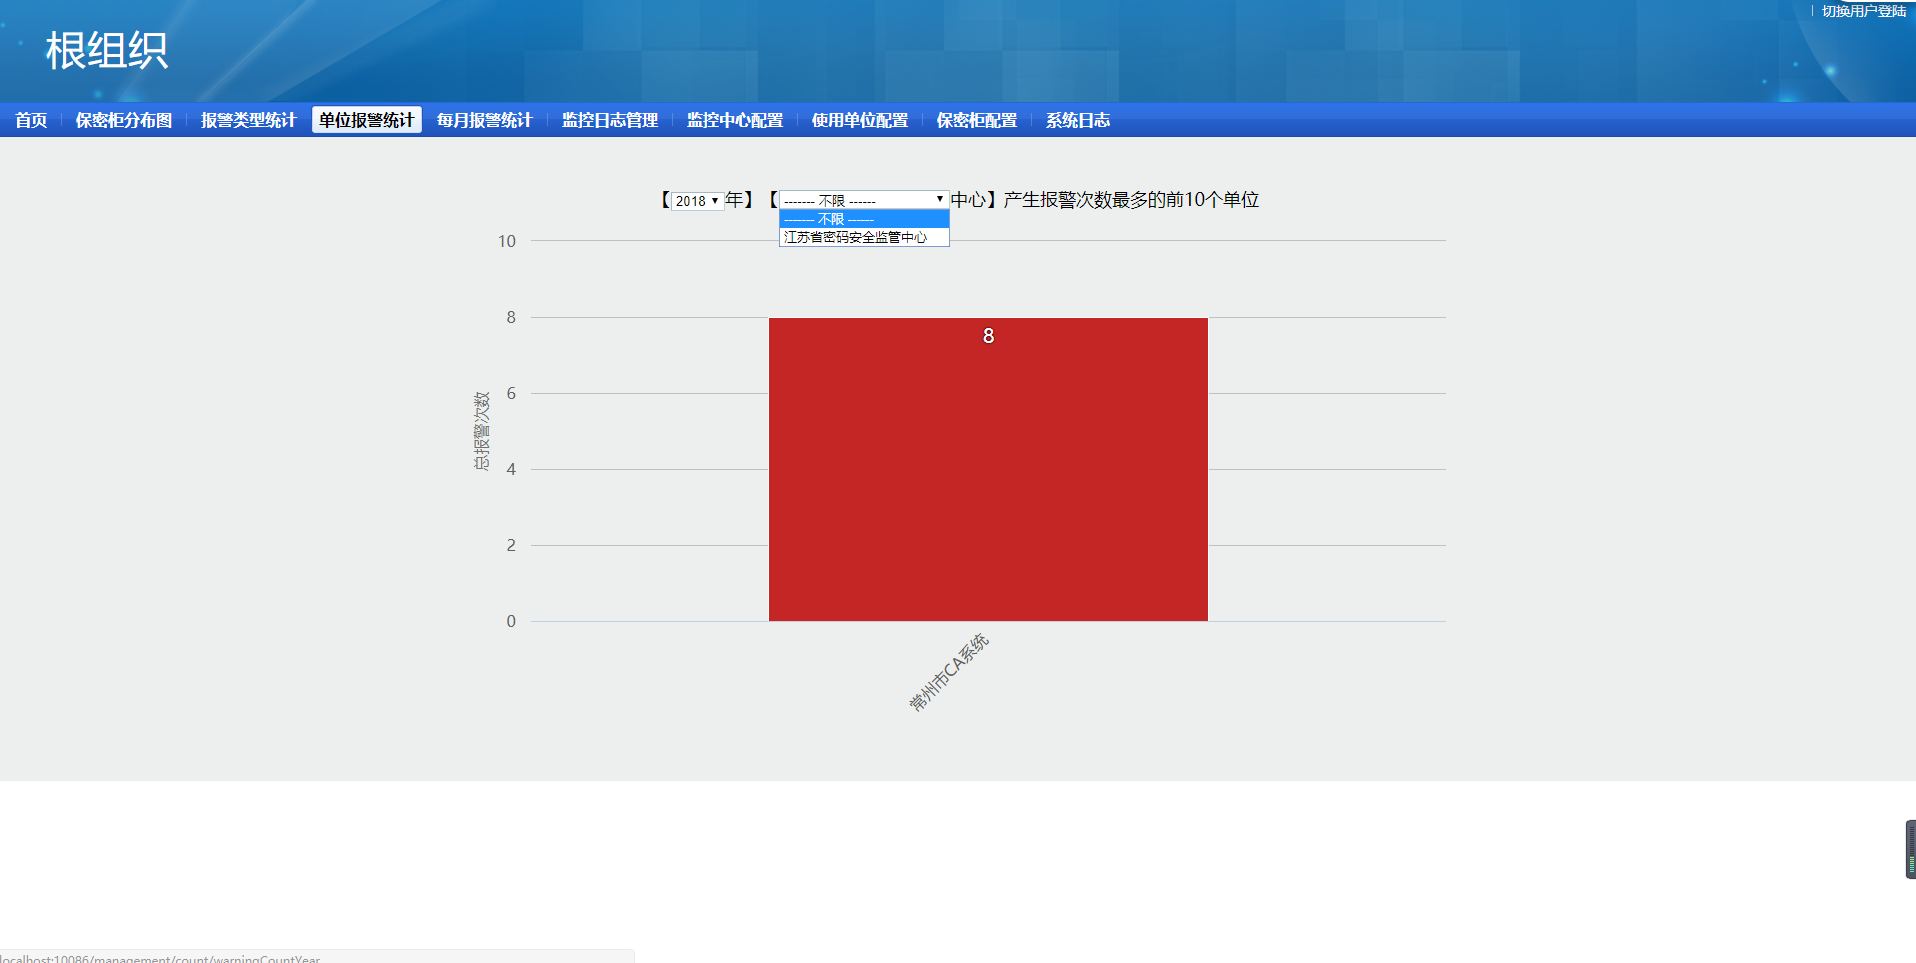 切换用户登陆
根组织
首页 保密柜分布图 报警类型统计 单位报警统计 每月报警统计 监控日志管理 监控中心配置 使用单位配置 保密柜配置 系统日志
【2018年】【------- 不限 ------中心】产生报警次数最多的前10个单位
------- 不限 ------
江苏省密码安全监管中心
10
8
8
6
总报警次数
4
2
0
常州市CA系统
localhost:10086/management/count/warningCountYear